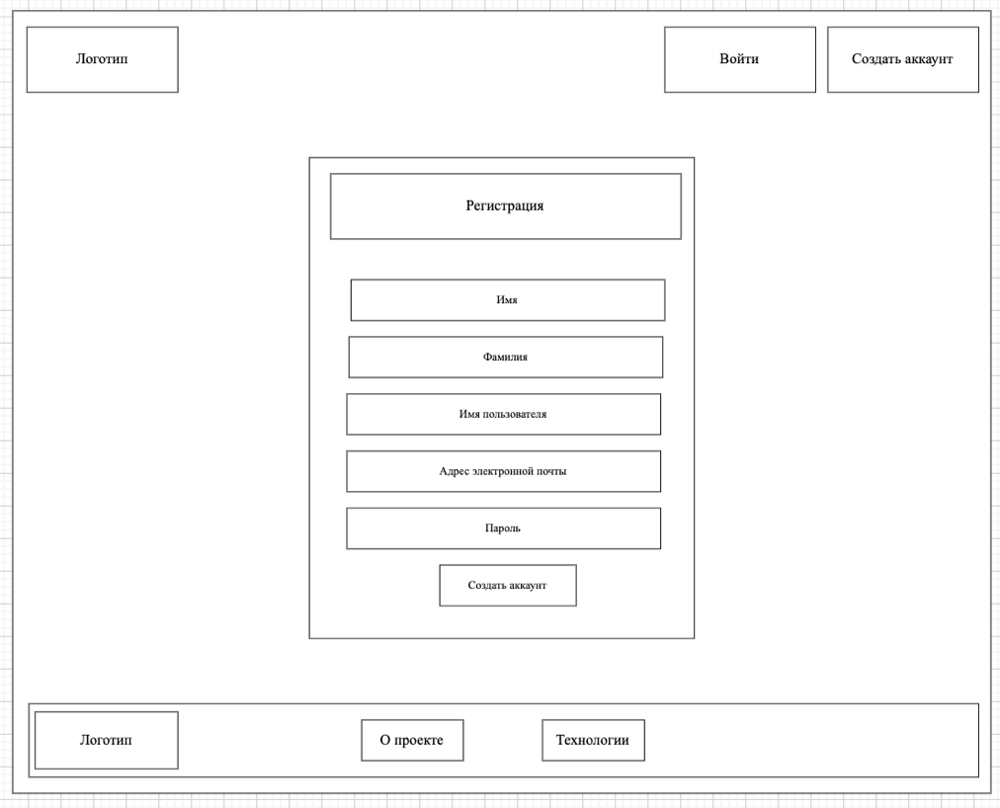 Логотип
Войти
Создать аккаунт
Регистрация
Имя
Фамилия
Имя пользователя
Адрес электронной почты
Пароль
Создать аккаунт
Логотип
О проекте
Технологии